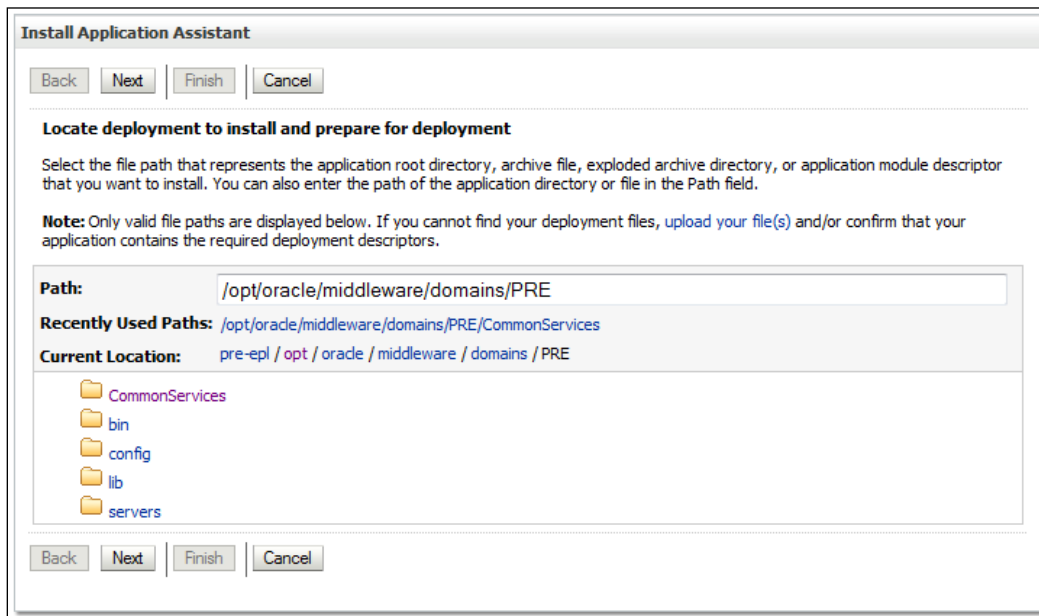 Install Application Assistant
Back Next Finish Cancel
Locate deployment to install and prepare for deployment
Select the file path that represents the application root directory, archive file, exploded archive directory, or application module descriptor
that you want to install. You can also enter the path of the application directory or file in the Path field.
Note: Only valid file paths are displayed below. If you cannot find your deployment files, upload your file(s) and/or confirm that your
application contains the required deployment descriptors.
Path: /opt/oracle/middleware/domains/PRE
Recently Used Paths: /opt/oracle/middleware/domains/PRE/CommonServices
Current Location: pre-epl / opt / oracle / middleware / domains / PRE
CommonServices
bin
config
lib
servers
Back Next Finish Cancel